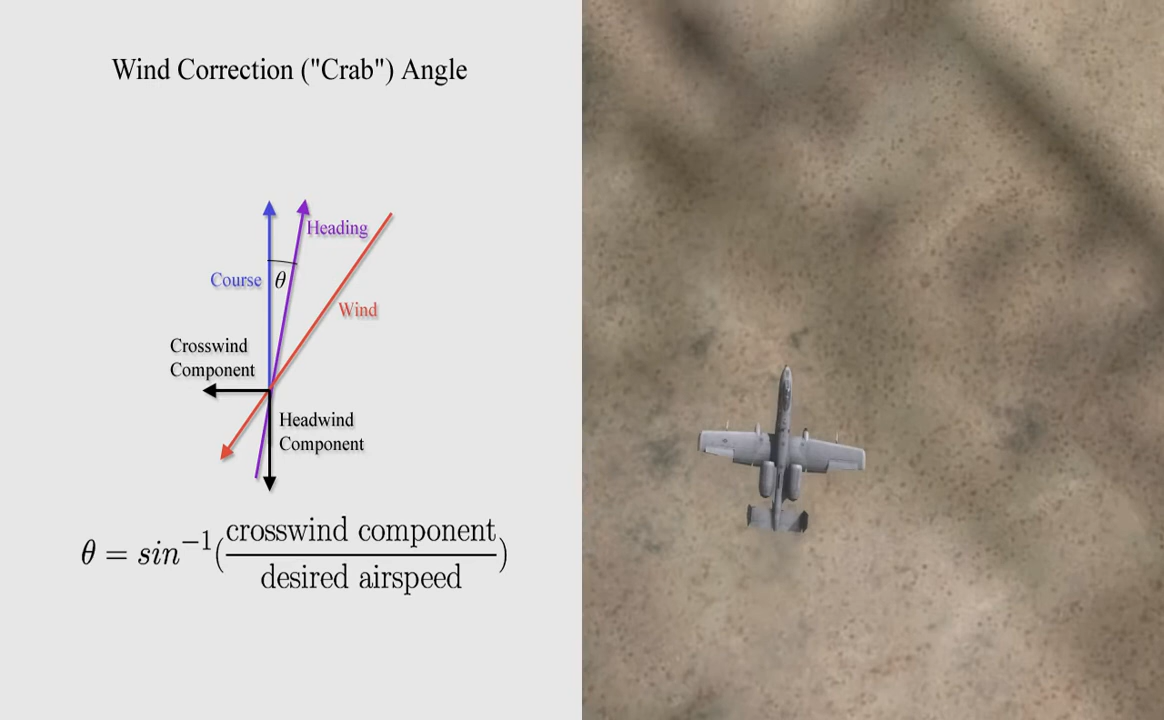 Wind Correction ("Crab") Angle
Heading
Course
θ
Wind
Crosswind
Component
Headwind
Component
θ = sin⁻¹(crosswind component/desired airspeed)